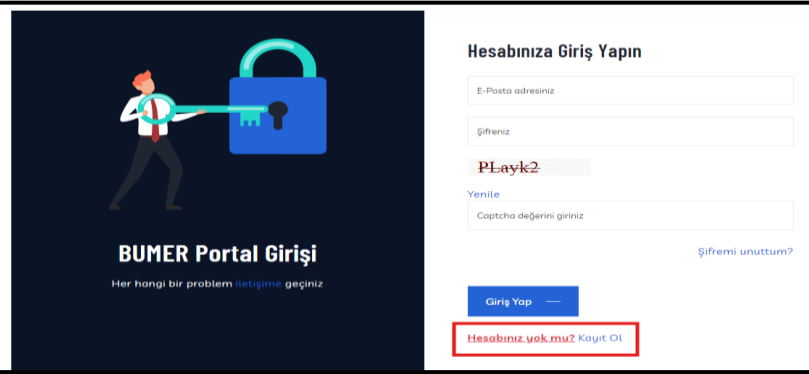 BUMER Portal Girişi
Her hangi bir problem iletişime geçiniz
Hesabınıza Giriş Yapın
E-Posta adresiniz
Şifreniz
PLayk2
Yenile
Captcha değerini giriniz
Şifremi unuttum?
Giriş Yap
Hesabınız yok mu? Kayıt Ol